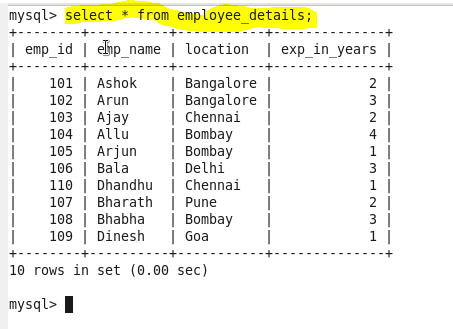 mysql> select * from employee_details;
+--------+----------+-----------+--------------+
| emp_id | emp_name | location  | exp_in_years |
+--------+----------+-----------+--------------+
|    101 | Ashok    | Bangalore |            2 |
|    102 | Arun     | Bangalore |            3 |
|    103 | Ajay     | Chennai   |            2 |
|    104 | Allu     | Bombay    |            4 |
|    105 | Arjun    | Bombay    |            1 |
|    106 | Bala     | Delhi     |            3 |
|    110 | Dhandhu  | Chennai   |            1 |
|    107 | Bharath  | Pune      |            2 |
|    108 | Bhabha   | Bombay    |            3 |
|    109 | Dinesh   | Goa       |            1 |
+--------+----------+-----------+--------------+
10 rows in set (0.00 sec)
mysql>